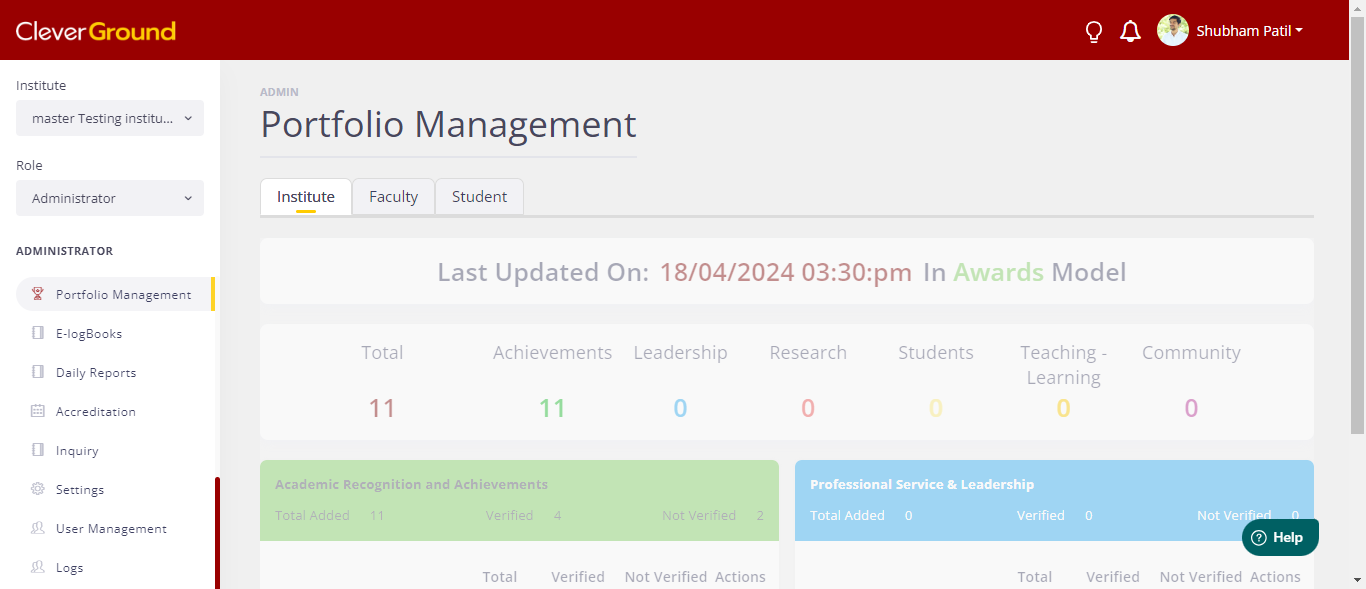 CleverGround
Shubham Patil
Institute
master Testing institu...
Role
Administrator
ADMINISTRATOR
Portfolio Management
E-logBooks
Daily Reports
Accreditation
Inquiry
Settings
User Management
Logs
ADMIN
Portfolio Management
Institute Faculty Student
Last Updated On: 18/04/2024 03:30:pm In Awards Model
Total Achievements Leadership Research Students Teaching -
Learning Community
11 11 0 0 0 0 0
Academic Recognition and Achievements
Total Added 11 Verified 4 Not Verified 2
Total Verified Not Verified Actions
Professional Service & Leadership
Total Added 0 Verified 0 Not Verified 0
Total Verified Not Verified Actions
Help